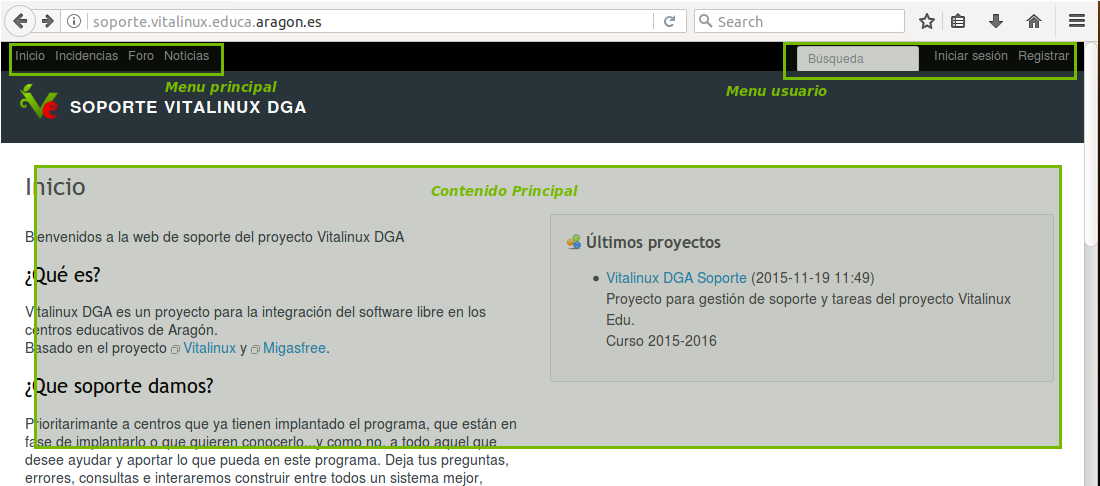 soporte.vitalinux.educa.aragon.es
Search
Inicio Incidencias Foro Noticias
Búsqueda
Iniciar sesión Registrar
Menu principal
Menu usuario
SOPORTE VITALINUX DGA
Inicio
Contenido Principal
Bienvenidos a la web de soporte del proyecto Vitalinux DGA
¿Qué es?
Vitalinux DGA es un proyecto para la integración del software libre en los
centros educativos de Aragón.
Basado en el proyecto Vitalinux y Migasfree.
¿Que soporte damos?
Prioritarimante a centros que ya tienen implantado el programa, que están en
fase de implantarlo o que quieren conocerlo...y como no, a todo aquel que
desee ayudar y aportar lo que pueda en este programa. Deja tus preguntas,
errores, consultas e interaremos construir entre todos un sistema mejor,
Últimos proyectos
Vitalinux DGA Soporte (2015-11-19 11:49)
Proyecto para gestión de soporte y tareas del proyecto Vitalinux
Edu.
Curso 2015-2016